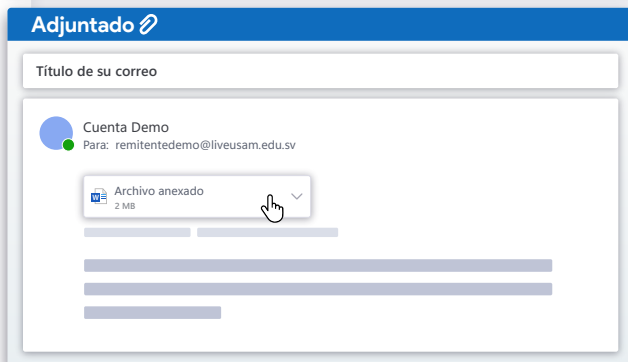 Adjuntado
Título de su correo
Cuenta Demo
Para: remitentedemo@liveusam.edu.sv
Archivo anexado
2 MB